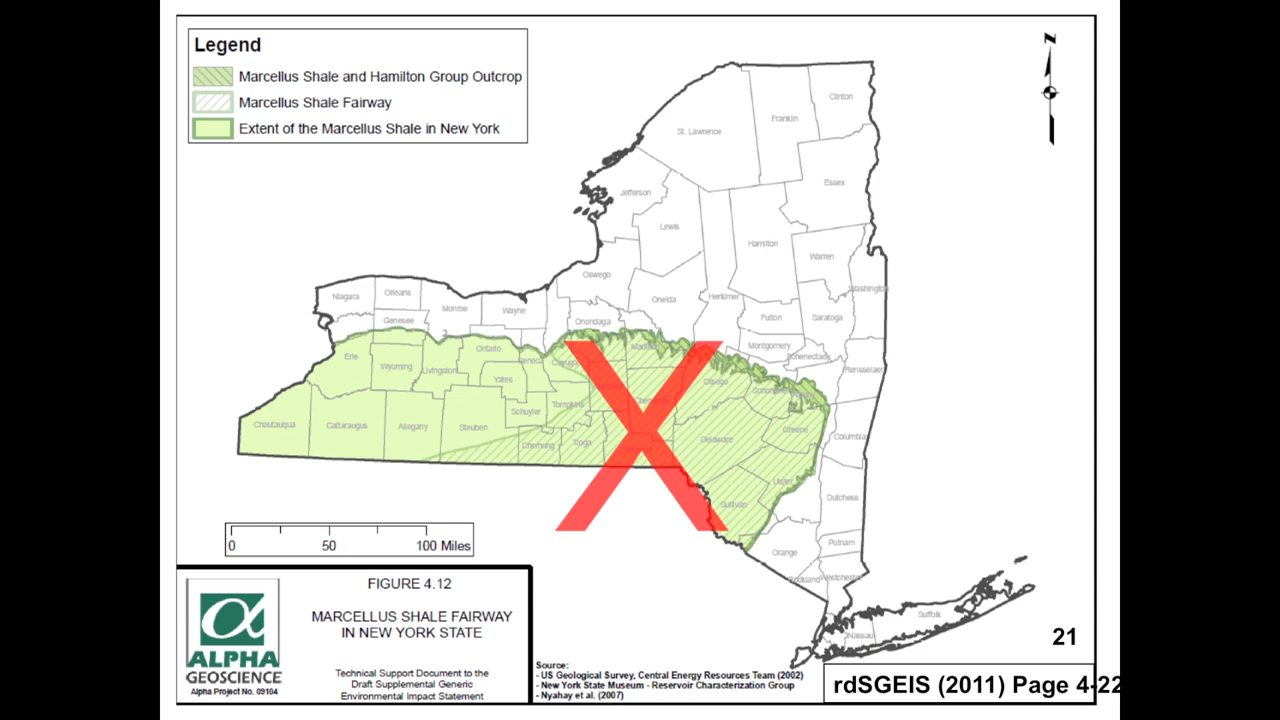 Legend
Marcellus Shale and Hamilton Group Outcrop
Marcellus Shale Fairway
Extent of the Marcellus Shale in New York
N
Clinton
Franklin
St. Lawrence
Essex
Jefferson
Lewis
Hamilton
Warren
Washington
Oswego
Oneida
Herkimer
Niagara
Orleans
Monroe
Wayne
Genesee
Onondaga
Fulton
Saratoga
Montgomery
Schenectady
Rensselaer
Erie
Wyoming
Livingston
Ontario
Seneca
Yates
Otsego
Schuyler
Chautauqua
Cattaraugus
Allegany
Steuben
Chemung
Tioga
Delaware
Greene
Columbia
Ulster
Sullivan
Dutchess
Orange
Putnam
Rockland
Westchester
Suffolk
Nassau
X
0 50 100 Miles
FIGURE 4.12
MARCELLUS SHALE FAIRWAY
IN NEW YORK STATE
Technical Support Document to the
Draft Supplemental Generic
Environmental Impact Statement
α
ALPHA
GEOSCIENCE
Alpha Project No. 09104
Source:
- US Geological Survey, Central Energy Resources Team (2002)
- New York State Museum - Reservoir Characterization Group
- Nyahay et al. (2007)
21
rdSGEIS (2011) Page 4-22